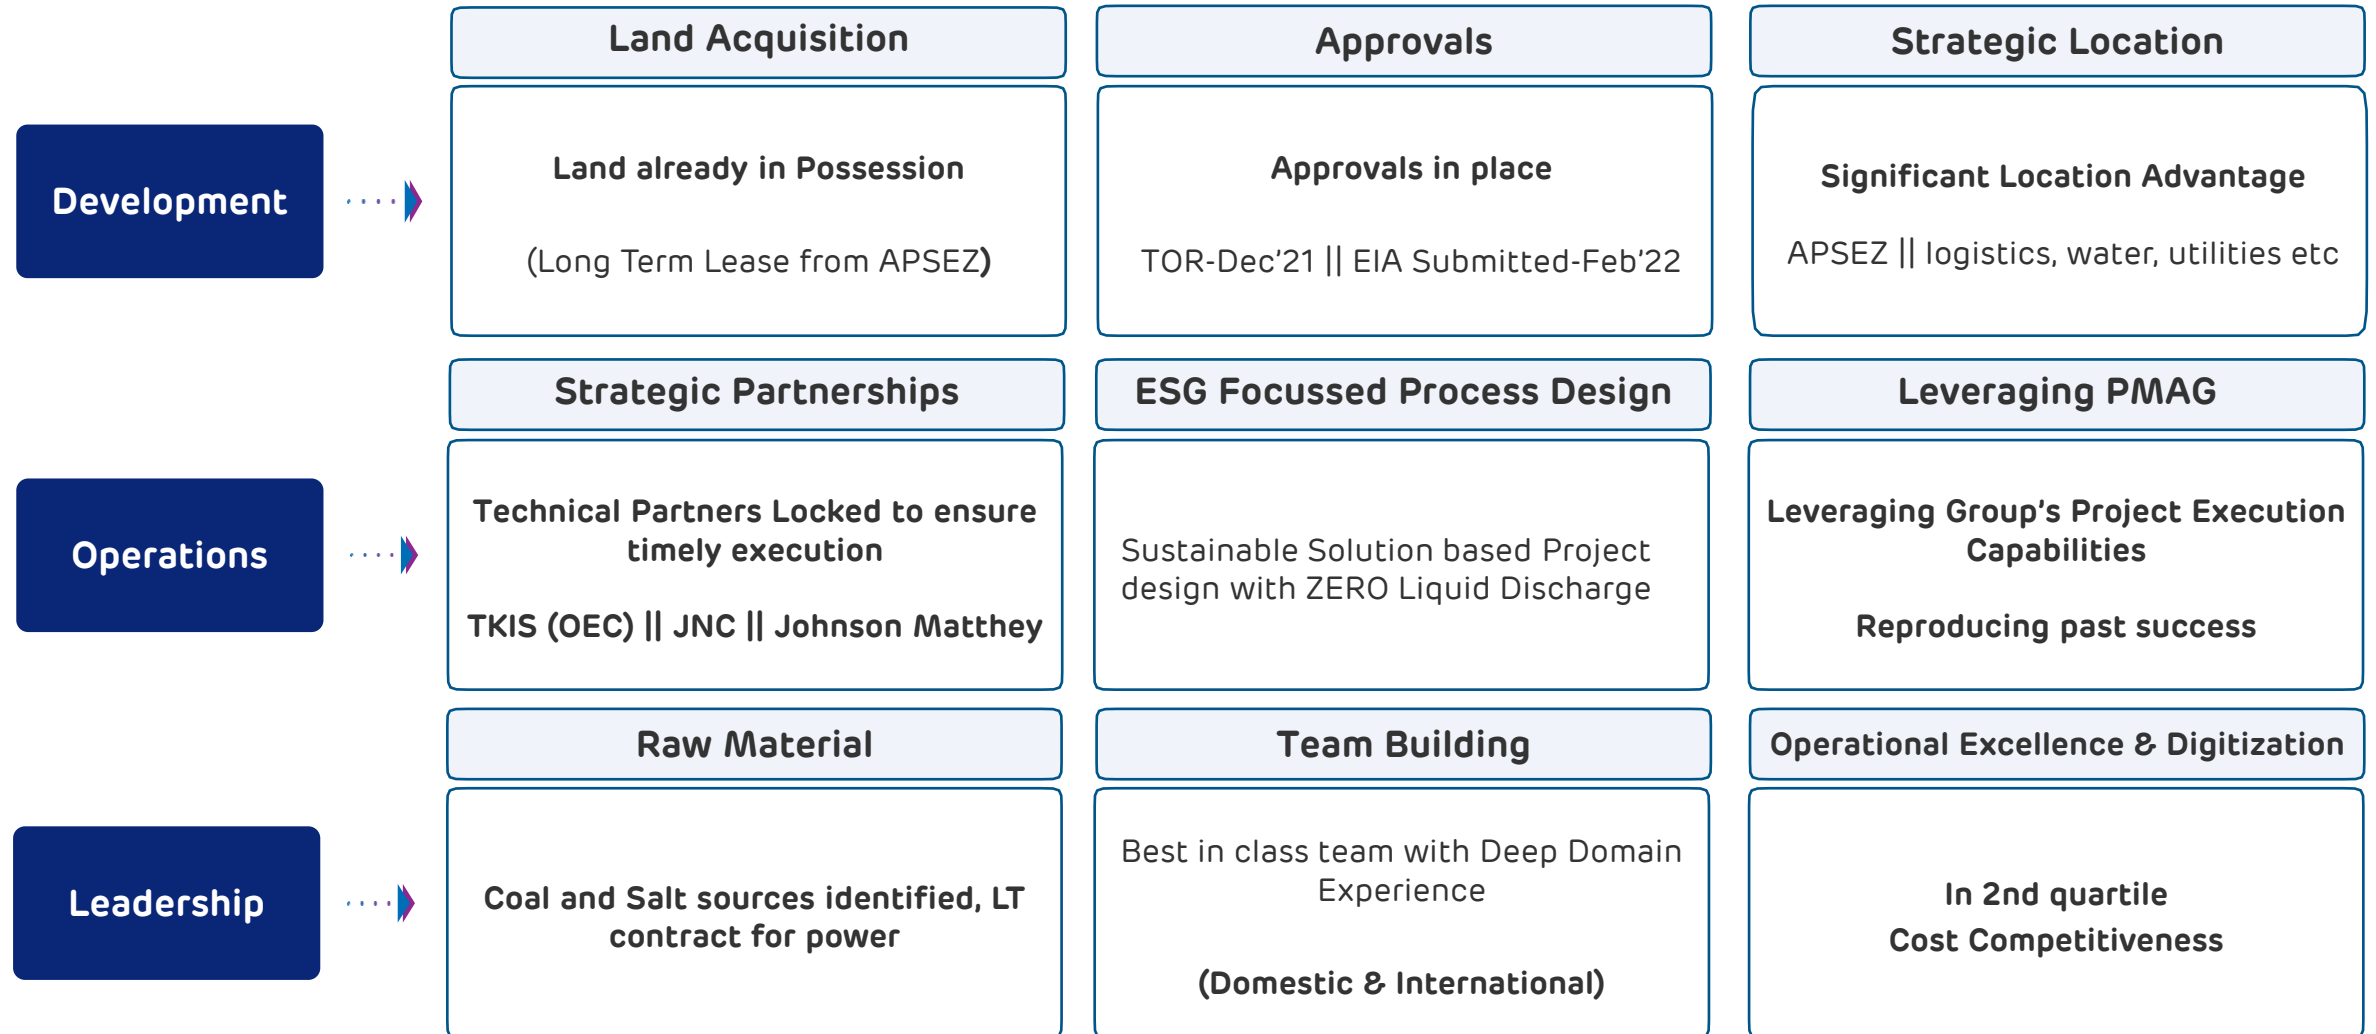 Land Acquisition
Approvals
Strategic Location
Development
Land already in Possession
(Long Term Lease from APSEZ)
Approvals in place
TOR-Dec'21 || EIA Submitted-Feb'22
Significant Location Advantage
APSEZ || logistics, water, utilities etc
Strategic Partnerships
ESG Focussed Process Design
Leveraging PMAG
Operations
Technical Partners Locked to ensure
timely execution
TKIS (OEC) || JNC || Johnson Matthey
Sustainable Solution based Project
design with ZERO Liquid Discharge
Leveraging Group's Project Execution
Capabilities
Reproducing past success
Raw Material
Team Building
Operational Excellence & Digitization
Leadership
Coal and Salt sources identified, LT
contract for power
Best in class team with Deep Domain
Experience
(Domestic & International)
In 2nd quartile
Cost Competitiveness